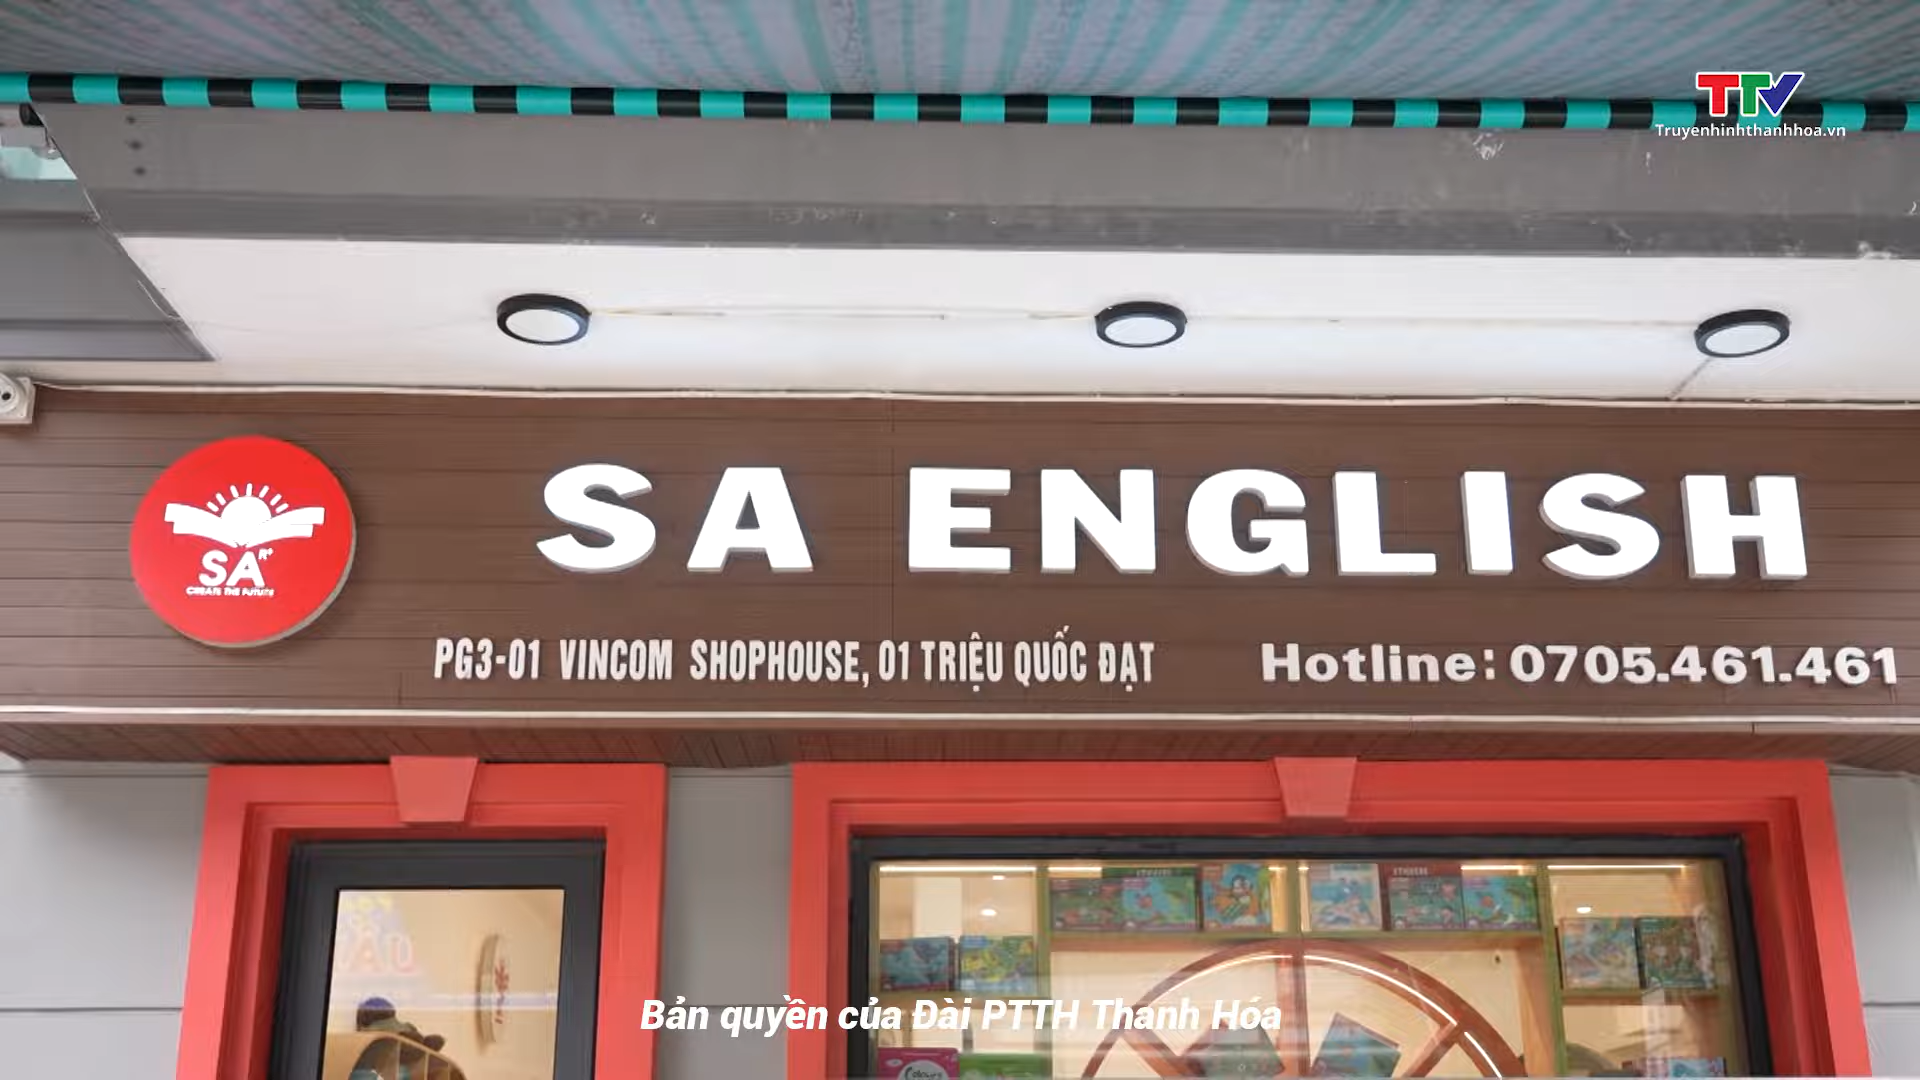 TTV
Truyenhinhthanhhoa.vn
SA ENGLISH
SA R+
CREATE THE FUTURE
PG3-01 VINCOM SHOPHOUSE, 01 TRIỆU QUỐC ĐẠT
Hotline: 0705.461.461
Bản quyền của Đài PTTH Thanh Hóa
Colours